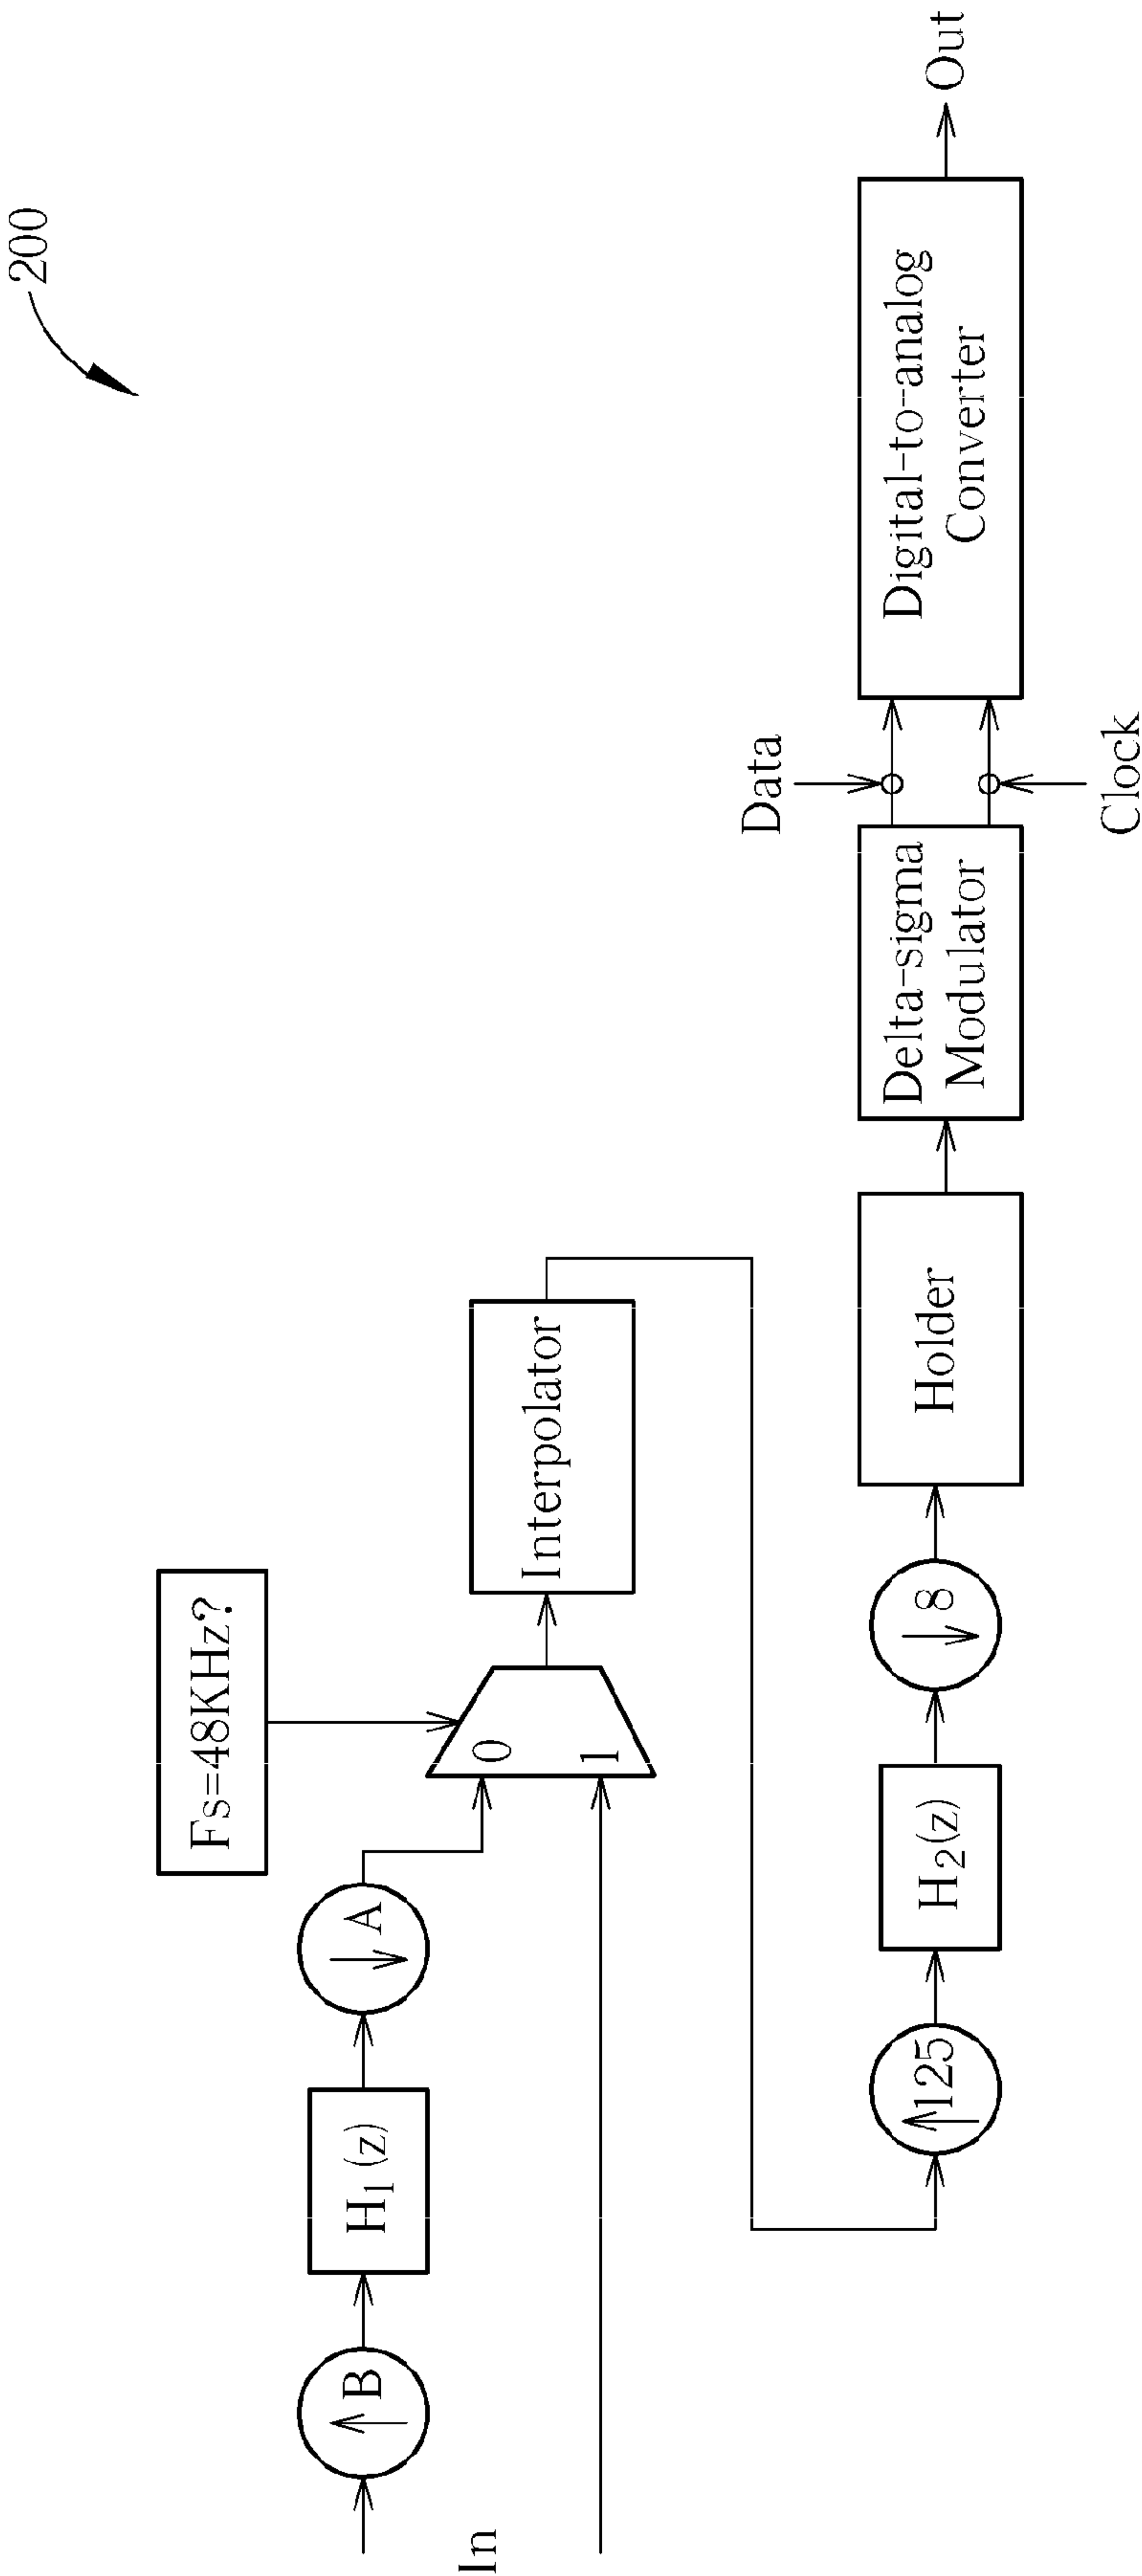 200
In
↑B
H₁(z)
↓A
Fs=48KHz?
0
1
Interpolator
↑125
H₂(z)
↓8
Holder
Delta-sigma
Modulator
Data
Clock
Digital-to-analog
Converter
Out